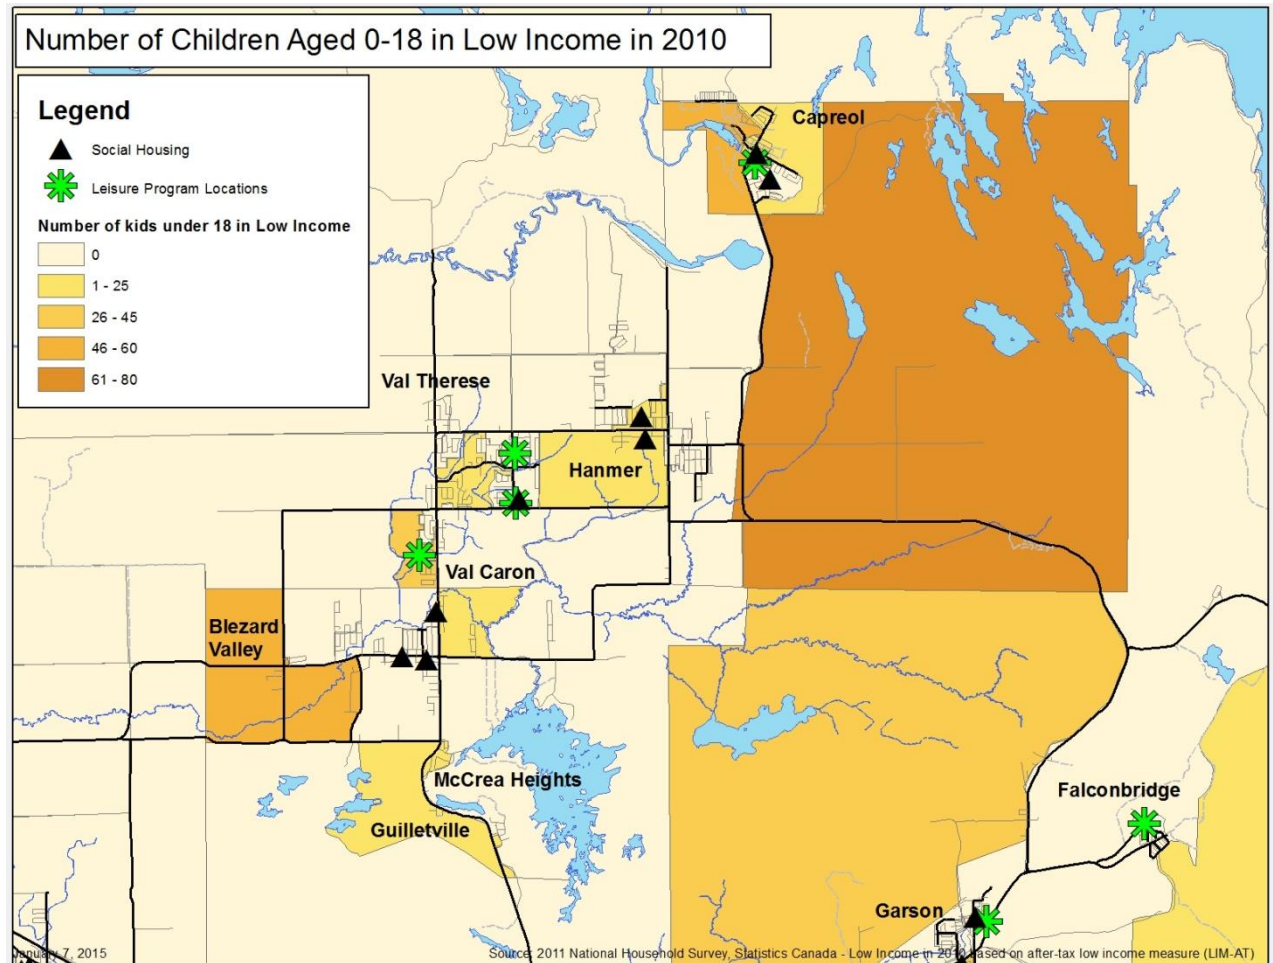 Number of Children Aged 0-18 in Low Income in 2010
Legend
Social Housing
Leisure Program Locations
Number of kids under 18 in Low Income
0
1 - 25
26 - 45
46 - 60
61 - 80
Capreol
Val Therese
Hanmer
Val Caron
Blezard
Valley
McCrea Heights
Guilletville
Falconbridge
Garson
January 7, 2015
Source: 2011 National Household Survey, Statistics Canada - Low Income in 2010 based on after-tax low income measure (LIM-AT)